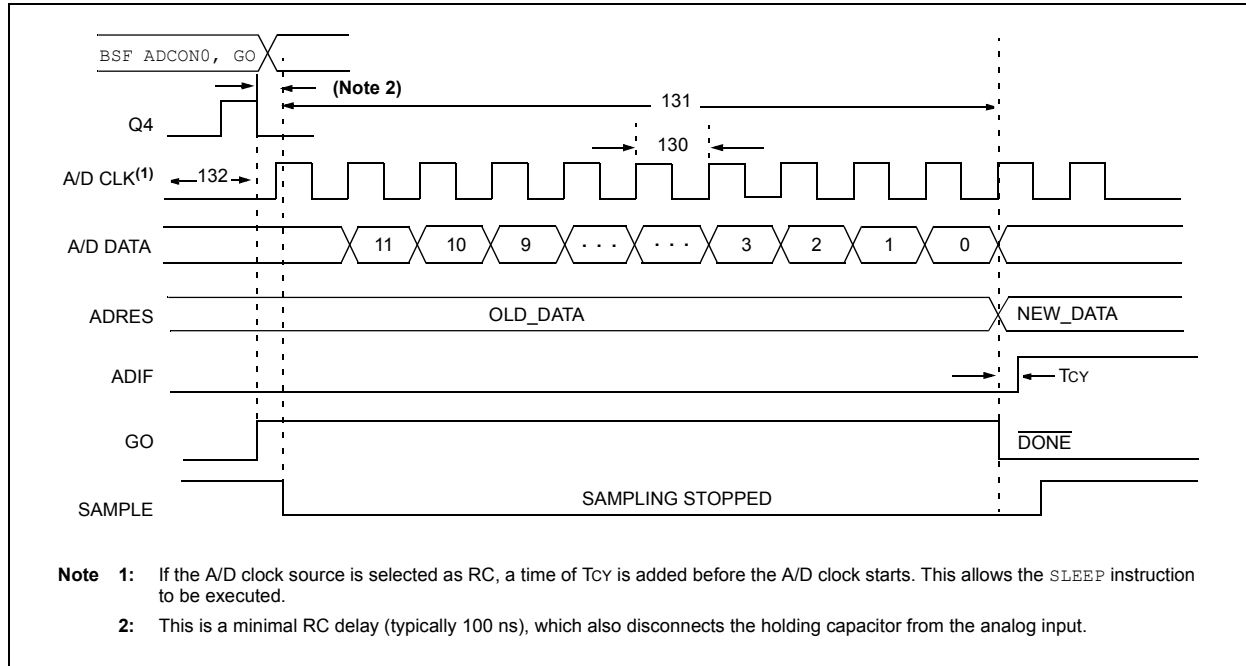 BSF ADCON0, GO
(Note 2)
131
Q4
130
A/D CLK(1)
132
A/D DATA
11 10 9 . . . . . . 3 2 1 0
ADRES
OLD_DATA
NEW_DATA
ADIF
TCY
GO
DONE
SAMPLE
SAMPLING STOPPED
Note 1: If the A/D clock source is selected as RC, a time of TCY is added before the A/D clock starts. This allows the SLEEP instruction
to be executed.
2: This is a minimal RC delay (typically 100 ns), which also disconnects the holding capacitor from the analog input.